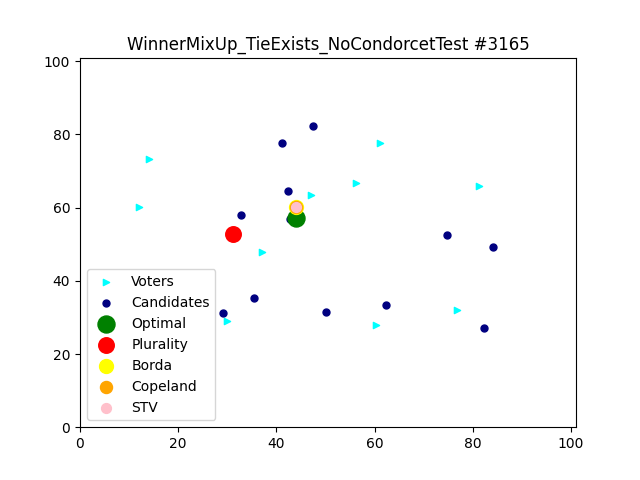 WinnerMixUp_TieExists_NoCondorcetTest #3165
100
80
60
40
20
0
Voters
Candidates
Optimal
Plurality
Borda
Copeland
STV
0 20 40 60 80 100